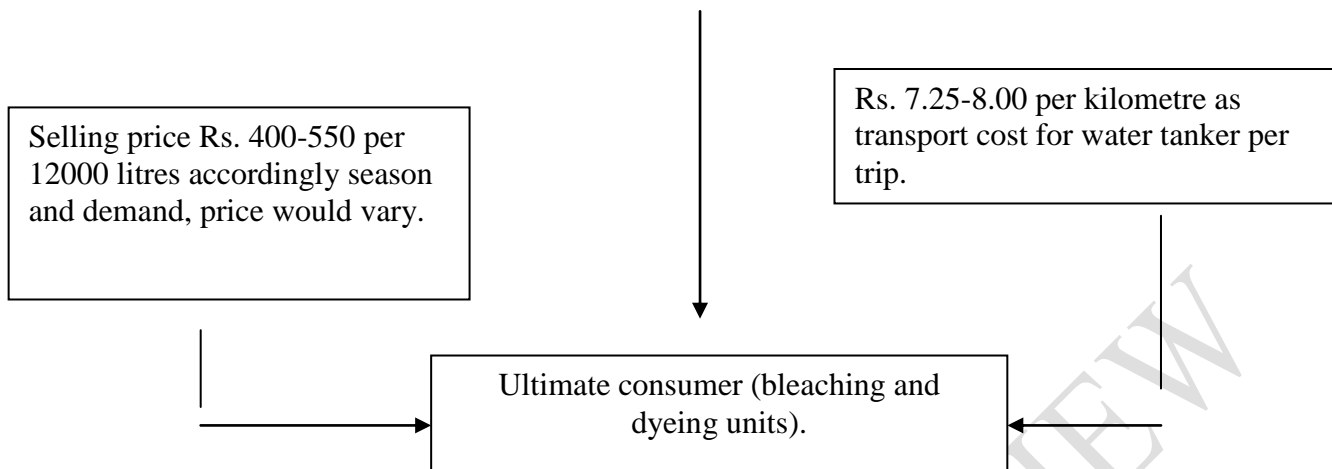 Selling price Rs. 400-550 per
12000 litres accordingly season
and demand, price would vary.
Rs. 7.25-8.00 per kilometre as
transport cost for water tanker per
trip.
Ultimate consumer (bleaching and
dyeing units).